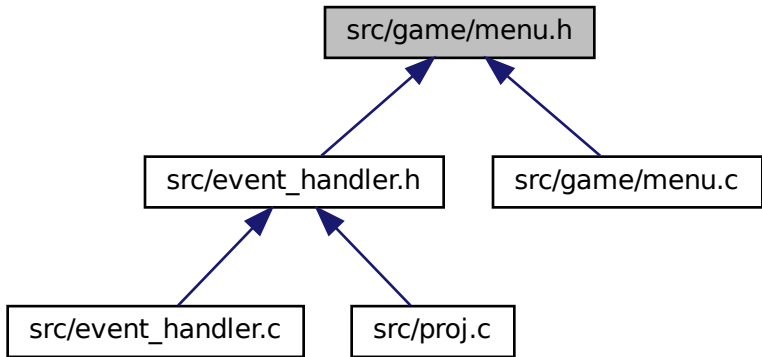 src/game/menu.h
src/event_handler.h
src/game/menu.c
src/event_handler.c
src/proj.c